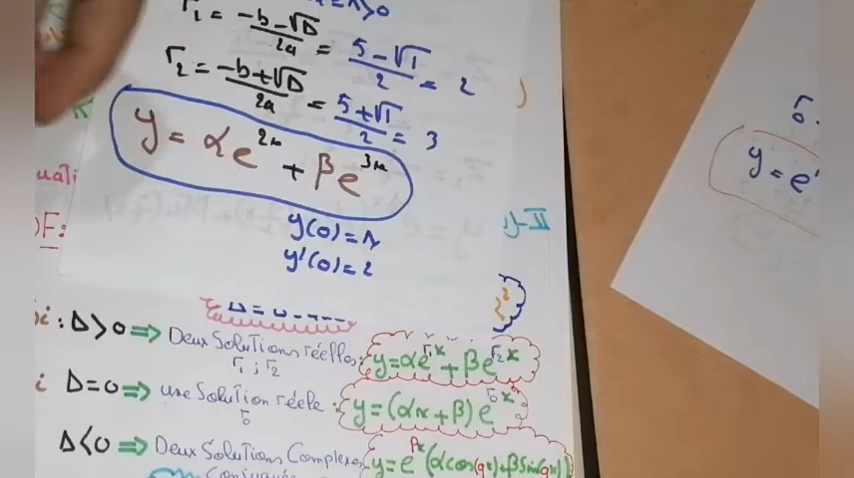 r₁ = (-b - √Δ)/2a = (5 - √1)/2 = 2
r₂ = (-b + √Δ)/2a = (5 + √1)/2 = 3
y = αe^2x + βe^3x
y(0) = 1
y'(0) = 2
Δ > 0 ⇒ Deux Solutions réelles: y = αe^r₁x + βe^r₂x
r₁ ; r₂
Δ = 0 ⇒ une Solution réele: y = (αx + β) e^r₀x
r₀
Δ < 0 ⇒ Deux Solutions Complexes y = e^px (αcos(qx) + βsin(qx))
y = e